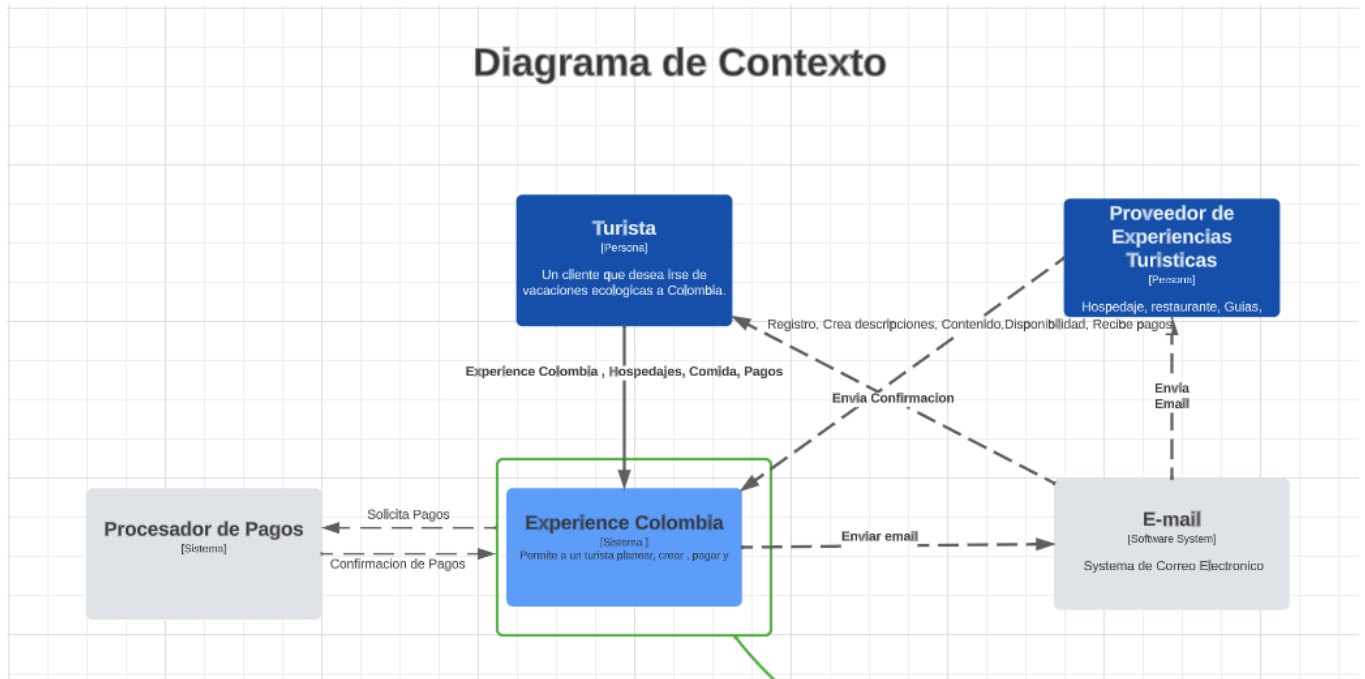 Diagrama de Contexto
Turista
[Persona]
Un cliente que desea irse de
vacaciones ecologicas a Colombia.
Proveedor de
Experiencias
Turisticas
[Persona]
Hospedaje, restaurante, Guias,
Registro, Crea descripciones, Contenido,Disponibilidad, Recibe pagos
Experience Colombia , Hospedajes, Comida, Pagos
Envia Confirmacion
Envia
Email
Procesador de Pagos
[Sistema]
Solicita Pagos
Confirmacion de Pagos
Experience Colombia
[Sistema ]
Permite a un turista planear, crear , pagar y
Enviar email
E-mail
[Software System]
Systema de Correo Electronico